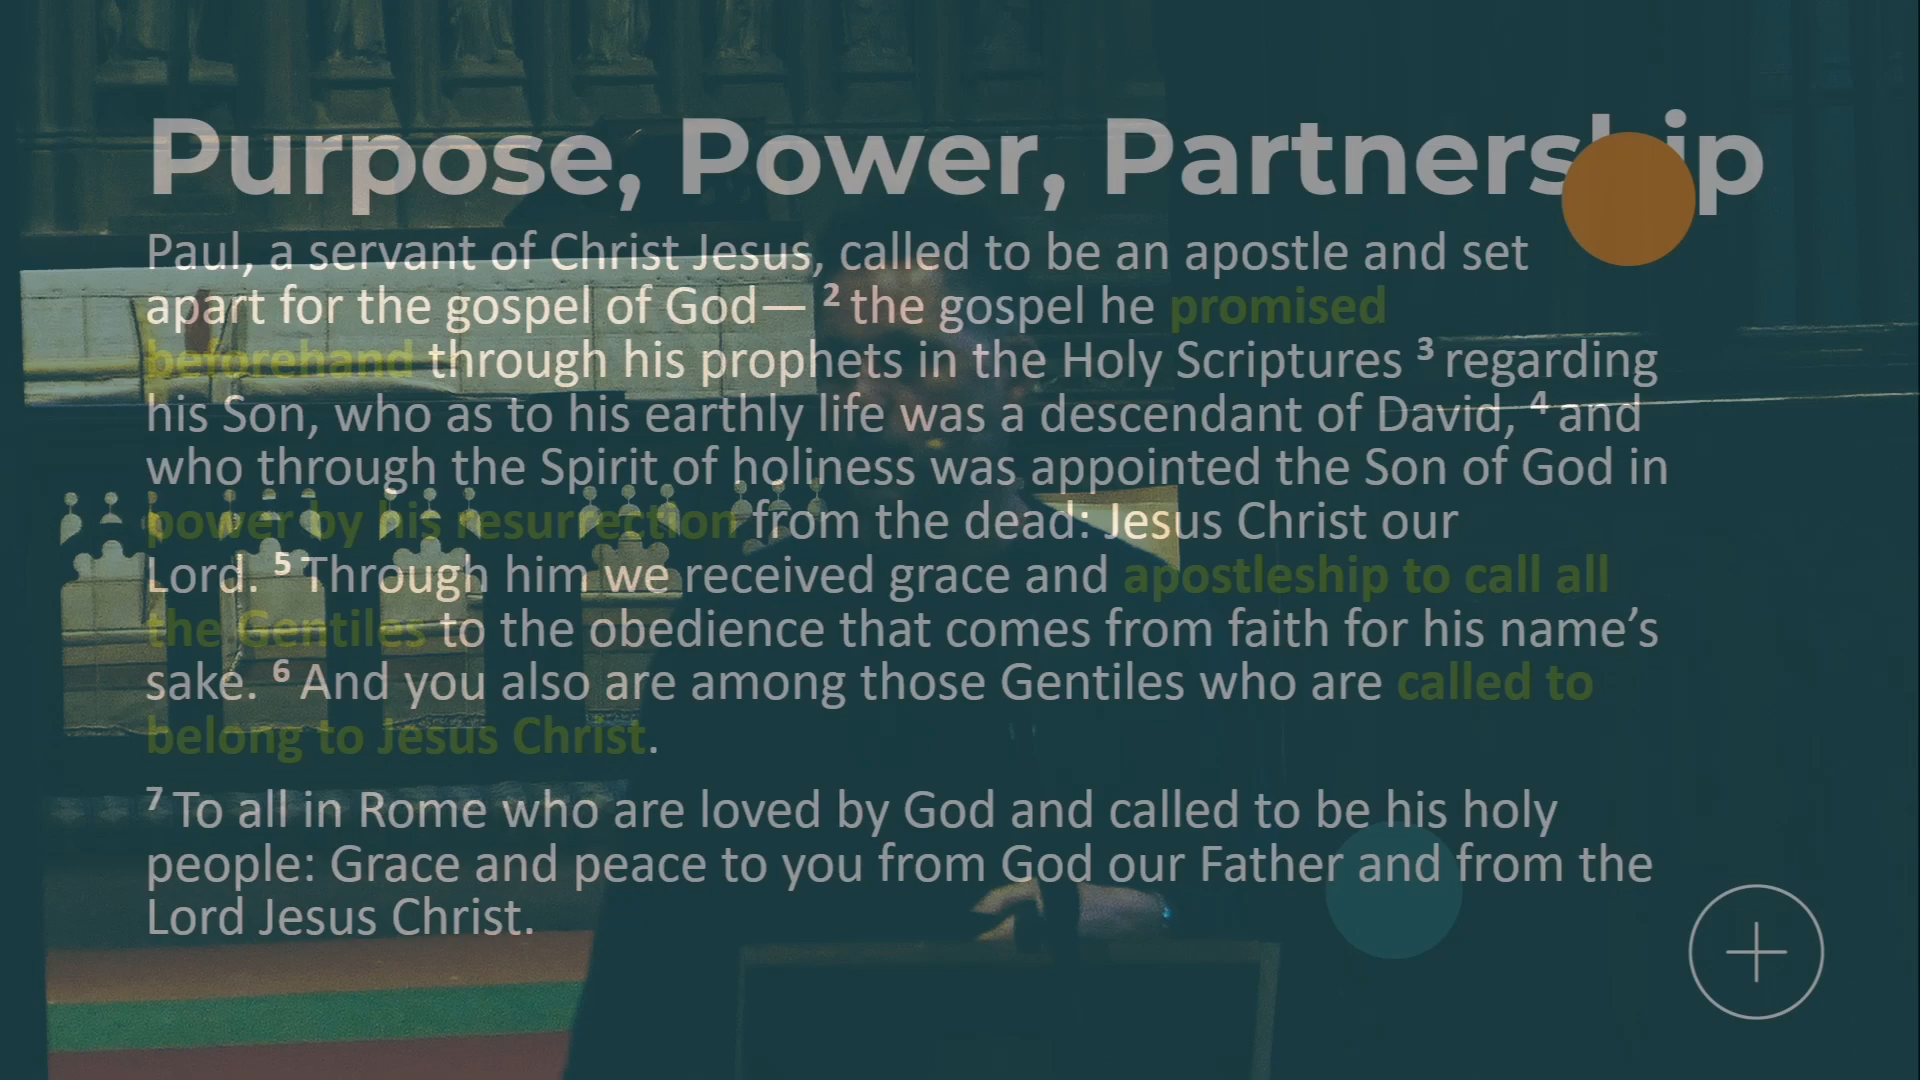 Purpose, Power, Partnership
Paul, a servant of Christ Jesus, called to be an apostle and set
apart for the gospel of God— ² the gospel he promised
beforehand through his prophets in the Holy Scriptures ³ regarding
his Son, who as to his earthly life was a descendant of David, ⁴ and
who through the Spirit of holiness was appointed the Son of God in
power by his resurrection from the dead: Jesus Christ our
Lord. ⁵ Through him we received grace and apostleship to call all
the Gentiles to the obedience that comes from faith for his name’s
sake. ⁶ And you also are among those Gentiles who are called to
belong to Jesus Christ.
⁷ To all in Rome who are loved by God and called to be his holy
people: Grace and peace to you from God our Father and from the
Lord Jesus Christ.